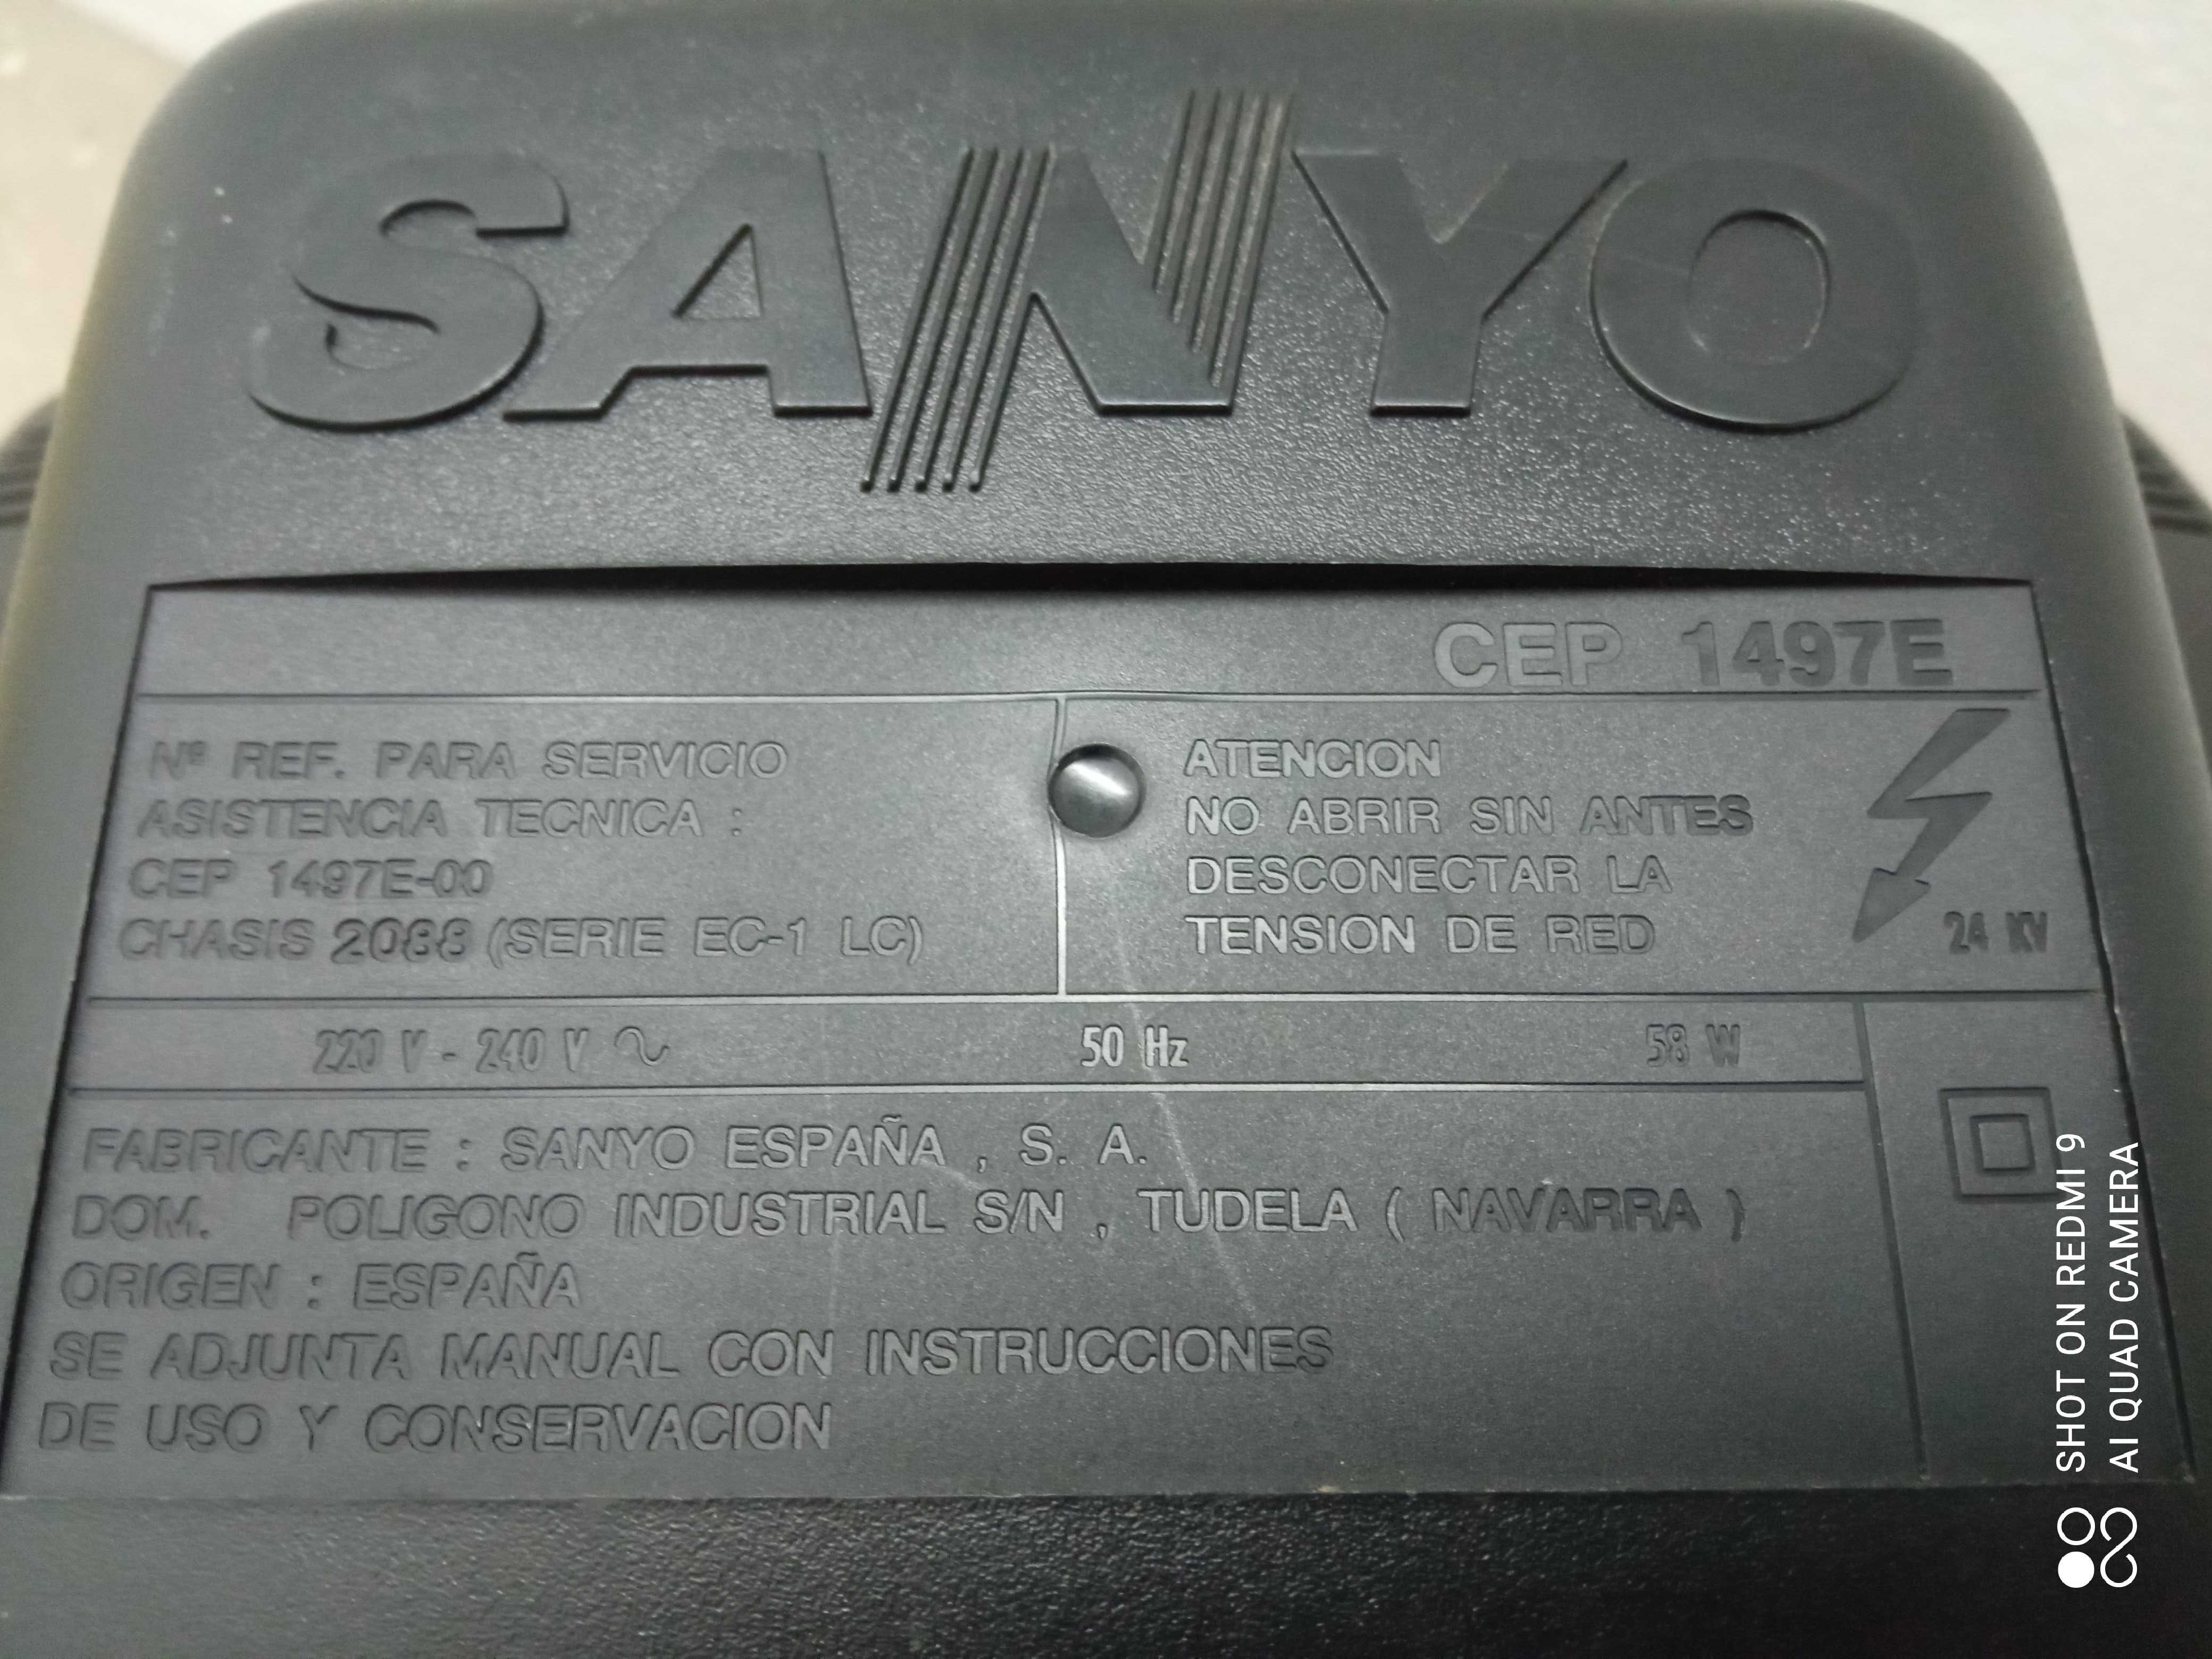 SANYO
CEP 1497E
Nº REF. PARA SERVICIO
ASISTENCIA TECNICA :
CEP 1497E-00
CHASIS 2088 (SERIE EC-1 LC)
ATENCION
NO ABRIR SIN ANTES
DESCONECTAR LA
TENSION DE RED
24 KV
220 V - 240 V ∿
50 Hz
58 W
FABRICANTE : SANYO ESPAÑA , S. A.
DOM. POLIGONO INDUSTRIAL S/N , TUDELA ( NAVARRA )
ORIGEN : ESPAÑA
SE ADJUNTA MANUAL CON INSTRUCCIONES
DE USO Y CONSERVACION
SHOT ON REDMI 9
AI QUAD CAMERA